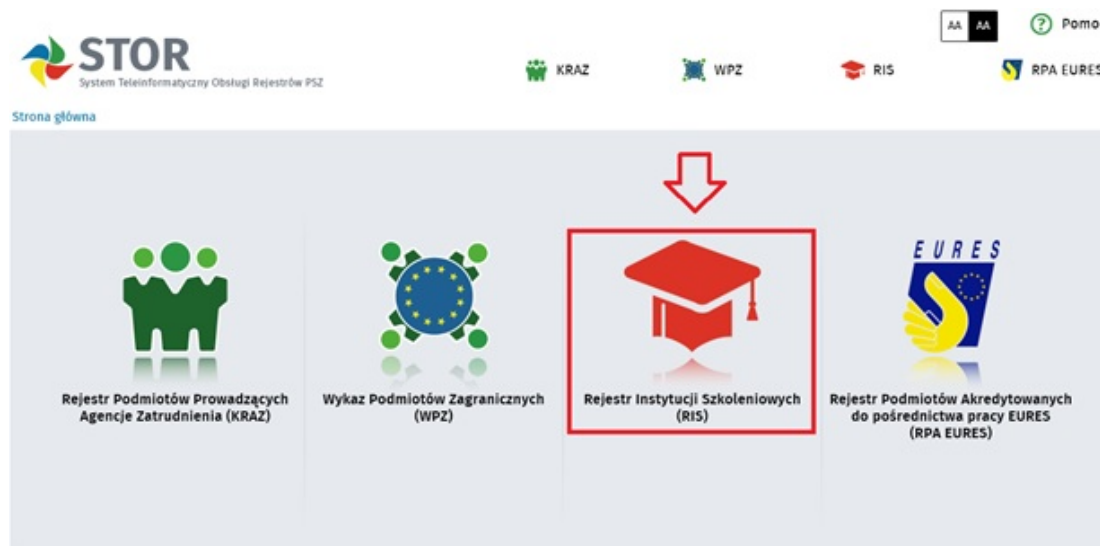 AA AA
STOR
System Teleinformatyczny Obsługi Rejestrów PSZ
KRAZ
WPZ
RIS
RPA EURES
Strona główna
EURES
Rejestr Podmiotów Prowadzących
Agencje Zatrudnienia (KRAZ)
Wykaz Podmiotów Zagranicznych
(WPZ)
Rejestr Instytucji Szkoleniowych
(RIS)
Rejestr Podmiotów Akredytowanych
do pośrednictwa pracy EURES
(RPA EURES)